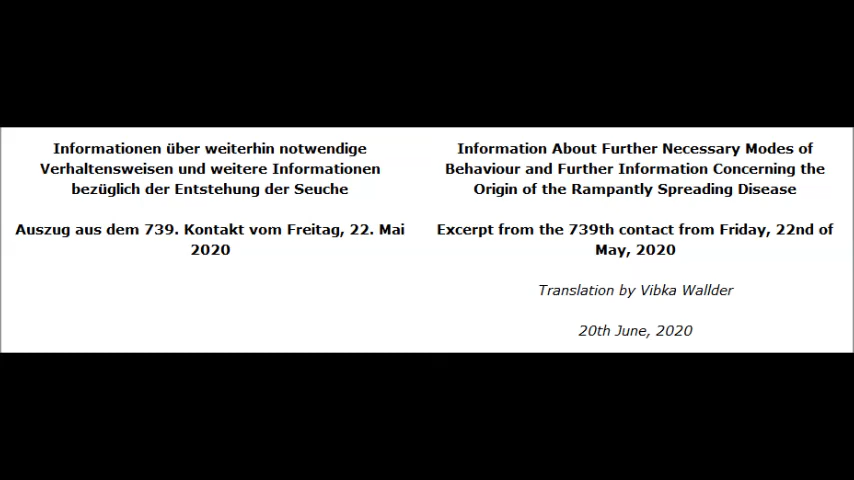 Informationen über weiterhin notwendige
Verhaltensweisen und weitere Informationen
bezüglich der Entstehung der Seuche
Auszug aus dem 739. Kontakt vom Freitag, 22. Mai
2020
Information About Further Necessary Modes of
Behaviour and Further Information Concerning the
Origin of the Rampantly Spreading Disease
Excerpt from the 739th contact from Friday, 22nd of
May, 2020
Translation by Vibka Wallder
20th June, 2020